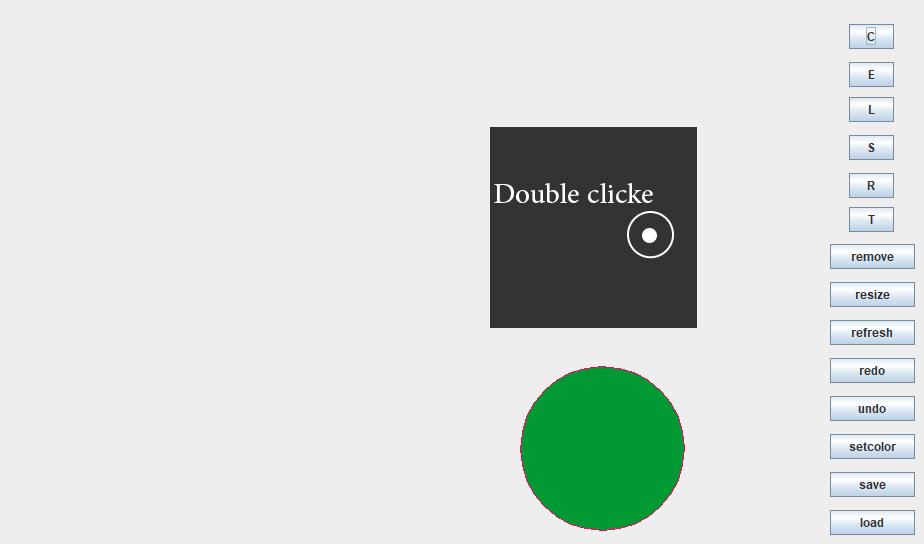 C
E
L
S
R
T
Double clicke
remove
resize
refresh
redo
undo
setcolor
save
load